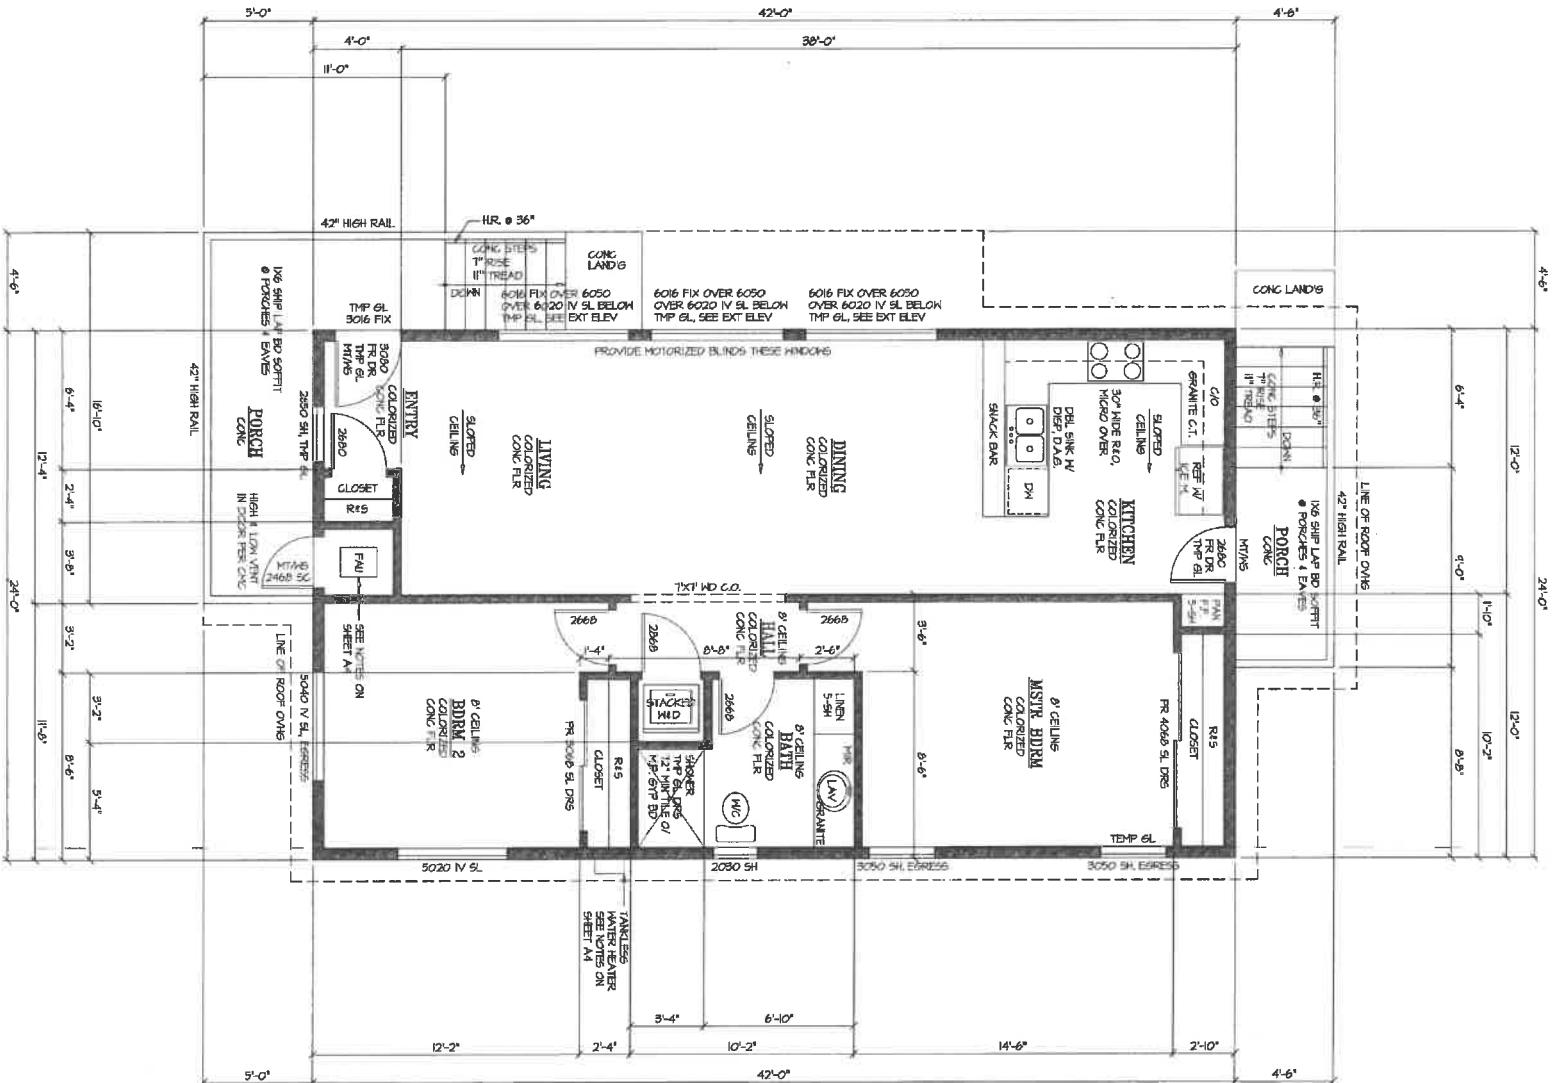 5'-0"
42'-0"
4'-6"
4'-0"
38'-0"
11'-0"
42" HIGH RAIL
H.R. @ 36"
CONC STEPS
7" RISE
11" TREAD
DOWN
CONC
LAND'G
CONC LAND'G
TMP GL
3016 FIX
6016 FIX OVER 6050
OVER 6020 IV SL BELOW
TMP GL, SEE EXT ELEV
6016 FIX OVER 6050
OVER 6020 IV SL BELOW
TMP GL, SEE EXT ELEV
6016 FIX OVER 6050
OVER 6020 IV SL BELOW
TMP GL, SEE EXT ELEV
PROVIDE MOTORIZED BLINDS THESE WINDOWS
1X6 SHIP LAP BD SOFFIT
@ PORCHES & EAVES
42" HIGH RAIL
PORCH
CONC
2850 SH, TMP GL
HIGH & LOW VENT
IN DOOR PER CMC
3080
FR DR
TMP GL
MT/WS
ENTRY
COLORIZED
CONC FLR
2680
CLOSET
R&S
FAU
MT/WS
2468 SC
SEE NOTES ON
SHEET A4
LINE OF ROOF OVHG
SLOPED
CEILING
LIVING
COLORIZED
CONC FLR
SLOPED
CEILING
DINING
COLORIZED
CONC FLR
SNACK BAR
DBL SINK W/
DISP, D.A.G.
DW
30" WIDE R&O,
MICRO OVER
SLOPED
CEILING
C/O
GRANITE C.T.
REF W/
ICE M.
KITCHEN
COLORIZED
CONC FLR
2680
FR DR
TMP GL
MT/WS
H.R. @ 36"
CONC STEPS
7" RISE
11" TREAD
DOWN
PORCH
CONC
1X6 SHIP LAP BD SOFFIT
@ PORCHES & EAVES
42" HIGH RAIL
LINE OF ROOF OVHG
7'X7' WD C.O.
2668
2868
8' CEILING
HALL
COLORIZED
CONC FLR
2668
1'-4"
8'-8"
2'-6"
3'-6"
8'-6"
5040 IV SL, EGRESS
8' CEILING
BDRM 2
COLORIZED
CONC FLR
PR 3068 SL DRS
CLOSET
R&S
STACKED
W&D
2668
SHOWER
TMP GL DRS
72" MIN TILE O/
M.P. GYP BD
8' CEILING
BATH
COLORIZED
CONC FLR
W/C
LINEN
5-SH
MIR
LAV
GRANITE
8' CEILING
MSTR BDRM
COLORIZED
CONC FLR
PR 4068 SL DRS
CLOSET
R&S
5-SH
TEMP GL
5020 IV SL
2030 SH
3050 SH, EGRESS
3050 SH, EGRESS
TANKLESS
WATER HEATER
SEE NOTES ON
SHEET A4
4'-6"
16'-10"
6'-4"
12'-4"
2'-4"
3'-8"
24'-0"
3'-2"
3'-2"
11'-8"
8'-6"
5'-4"
4'-6"
12'-0"
6'-4"
9'-0"
24'-0"
1'-10"
12'-0"
10'-2"
8'-8"
3'-4"
6'-10"
12'-2"
2'-4"
10'-2"
14'-6"
2'-10"
5'-0"
42'-0"
4'-6"